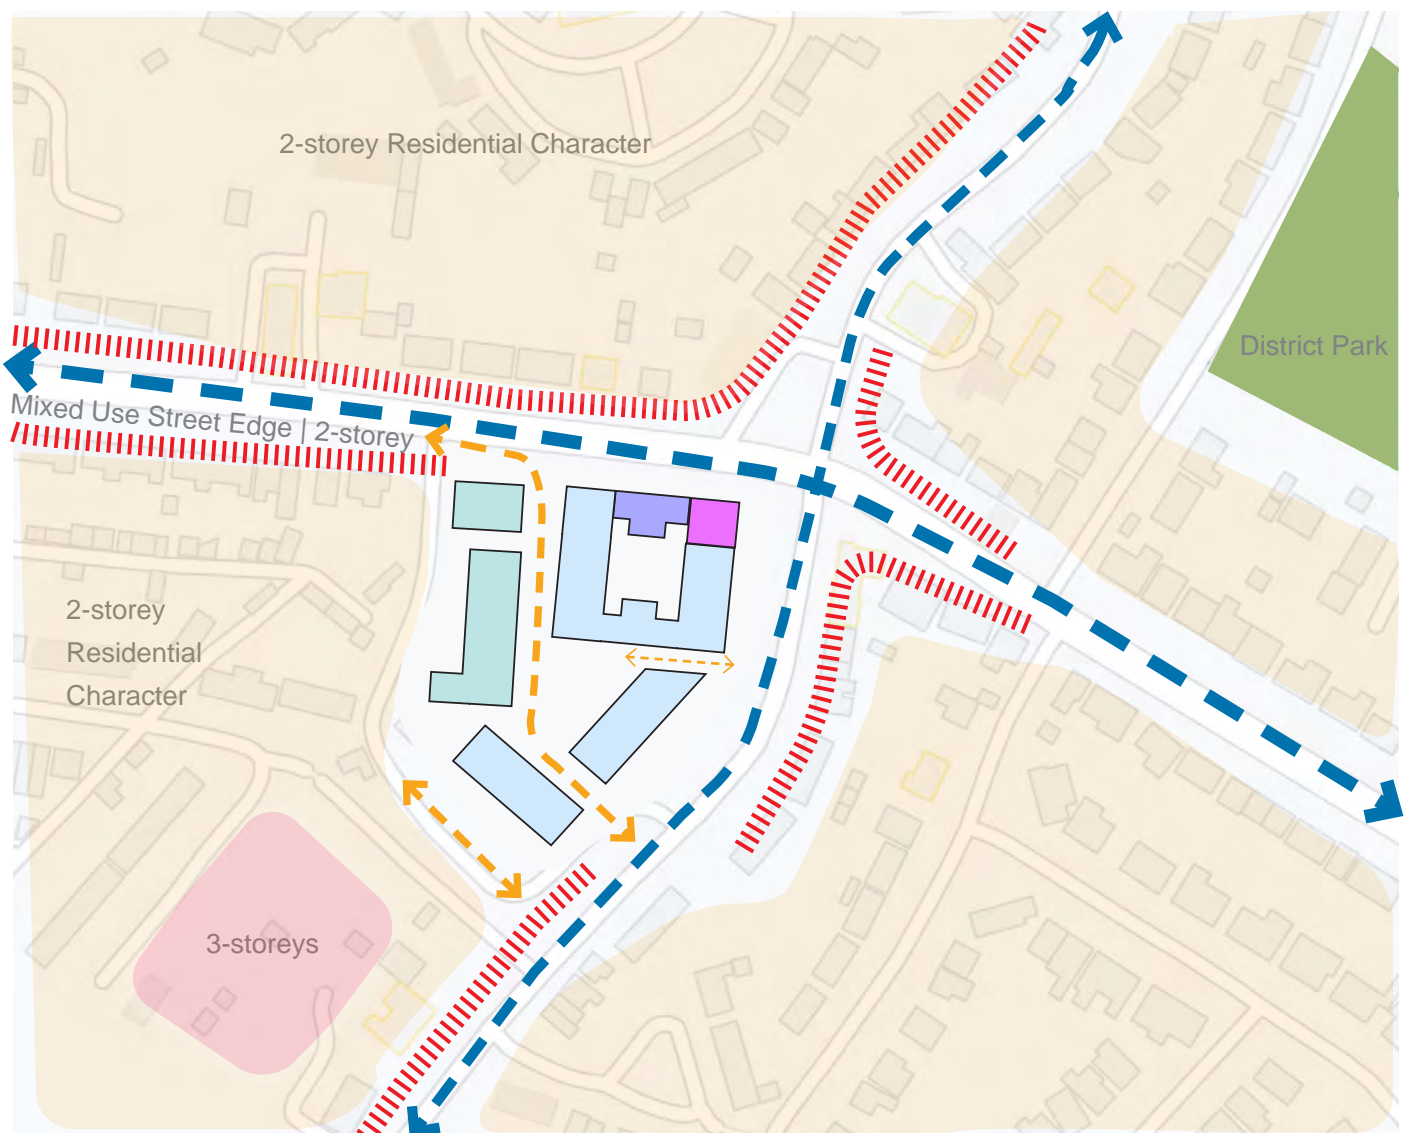 2-storey Residential Character
District Park
Mixed Use Street Edge | 2-storey
2-storey
Residential
Character
3-storeys